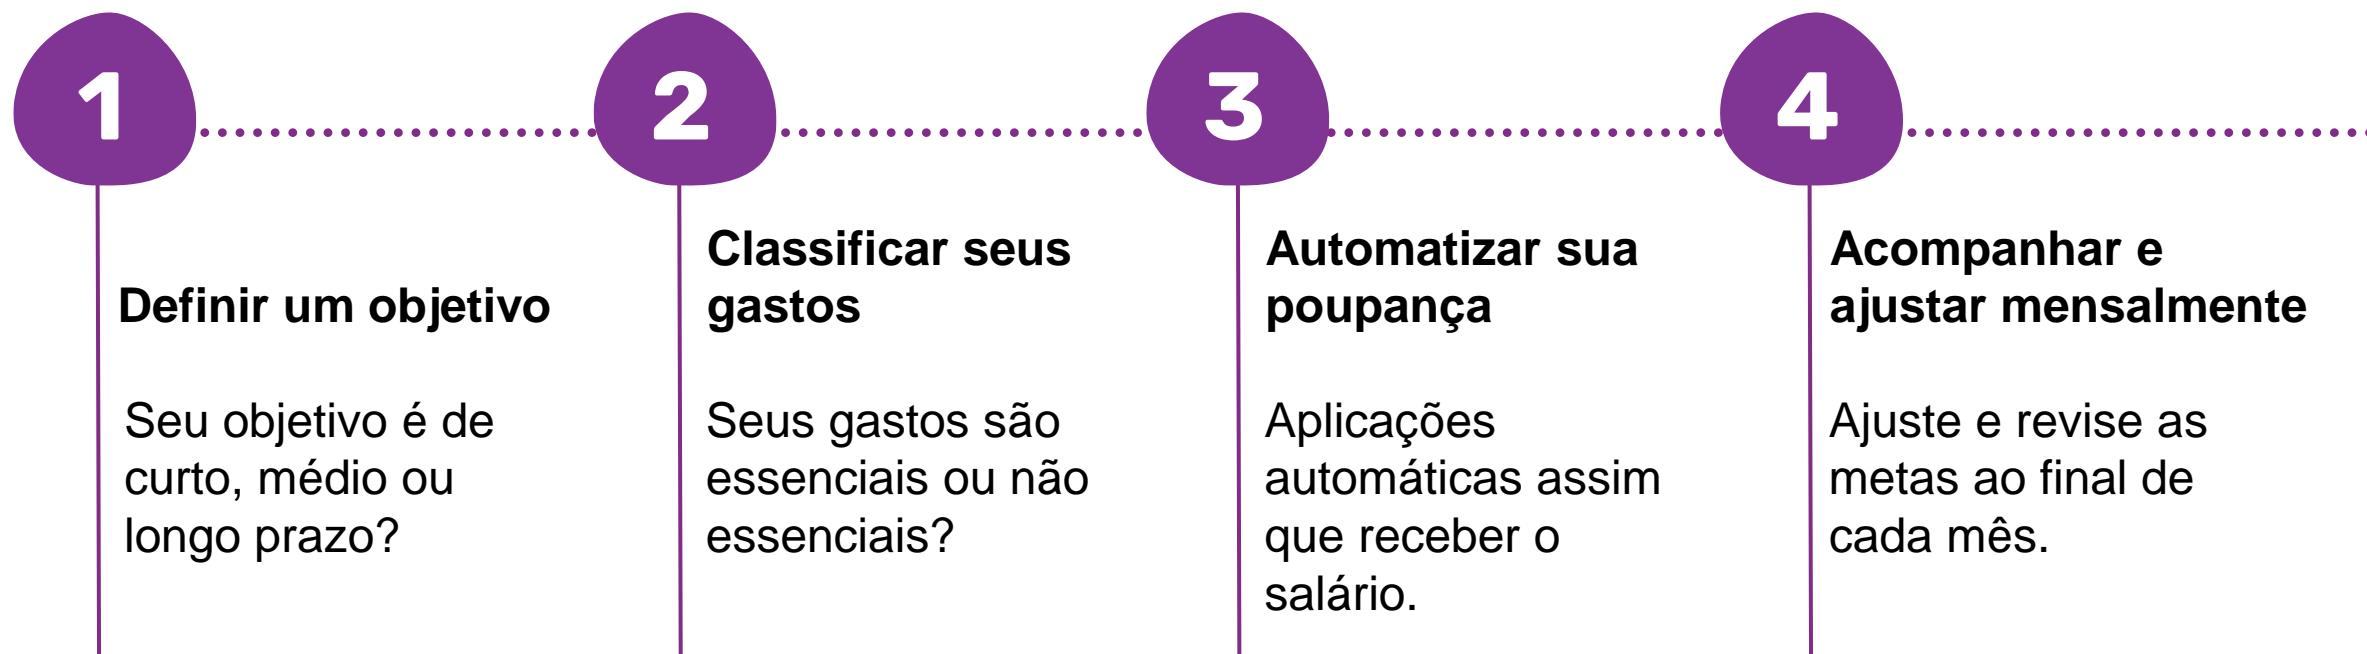 1
Definir um objetivo
Seu objetivo é de
curto, médio ou
longo prazo?
2
Classificar seus
gastos
Seus gastos são
essenciais ou não
essenciais?
3
Automatizar sua
poupança
Aplicações
automáticas assim
que receber o
salário.
4
Acompanhar e
ajustar mensalmente
Ajuste e revise as
metas ao final de
cada mês.